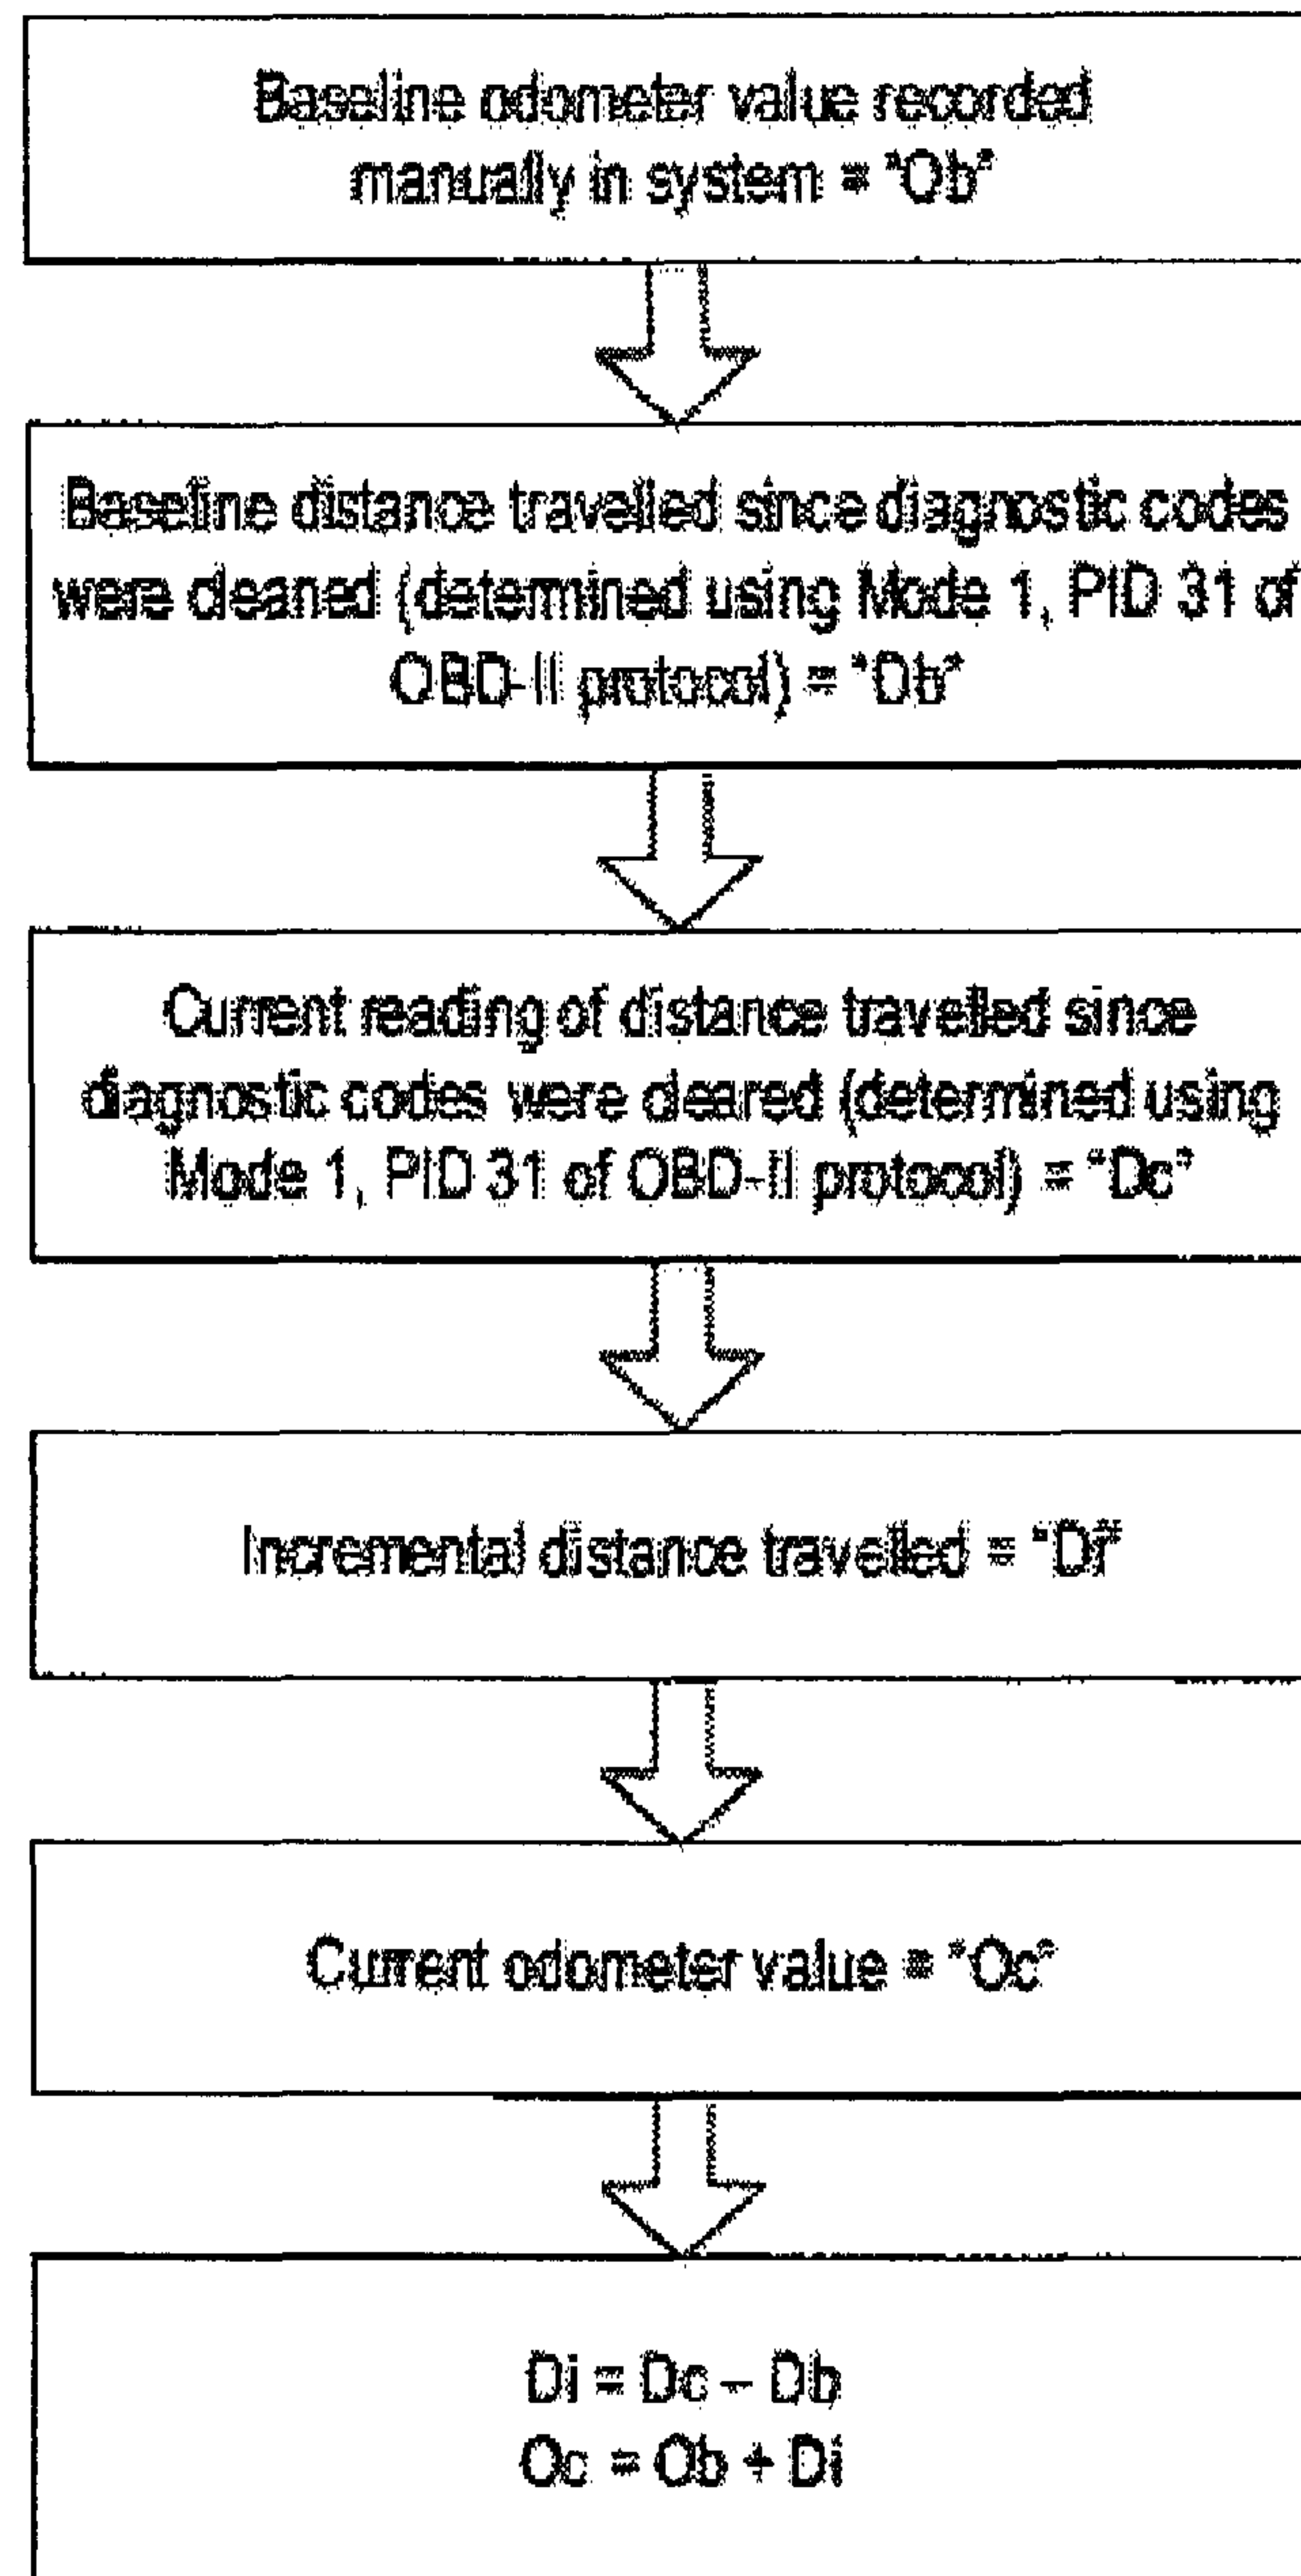 Baseline odometer value recorded
manually in system = "Ob"
Baseline distance travelled since diagnostic codes
were cleared (determined using Mode 1, PID 31 of
OBD-II protocol) = "Db"
Current reading of distance travelled since
diagnostic codes were cleared (determined using
Mode 1, PID 31 of OBD-II protocol) = "Dc"
Incremental distance travelled = "Di"
Current odometer value = "Oc"
Di = Dc – Db
Oc = Ob + Di